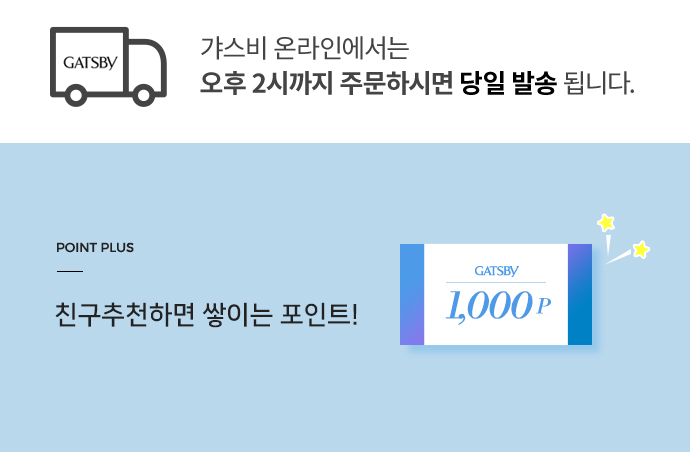 GATSBY
갸스비 온라인에서는
오후 2시까지 주문하시면 당일 발송 됩니다.
POINT PLUS
친구추천하면 쌓이는 포인트!
GATSBY
1,000 P